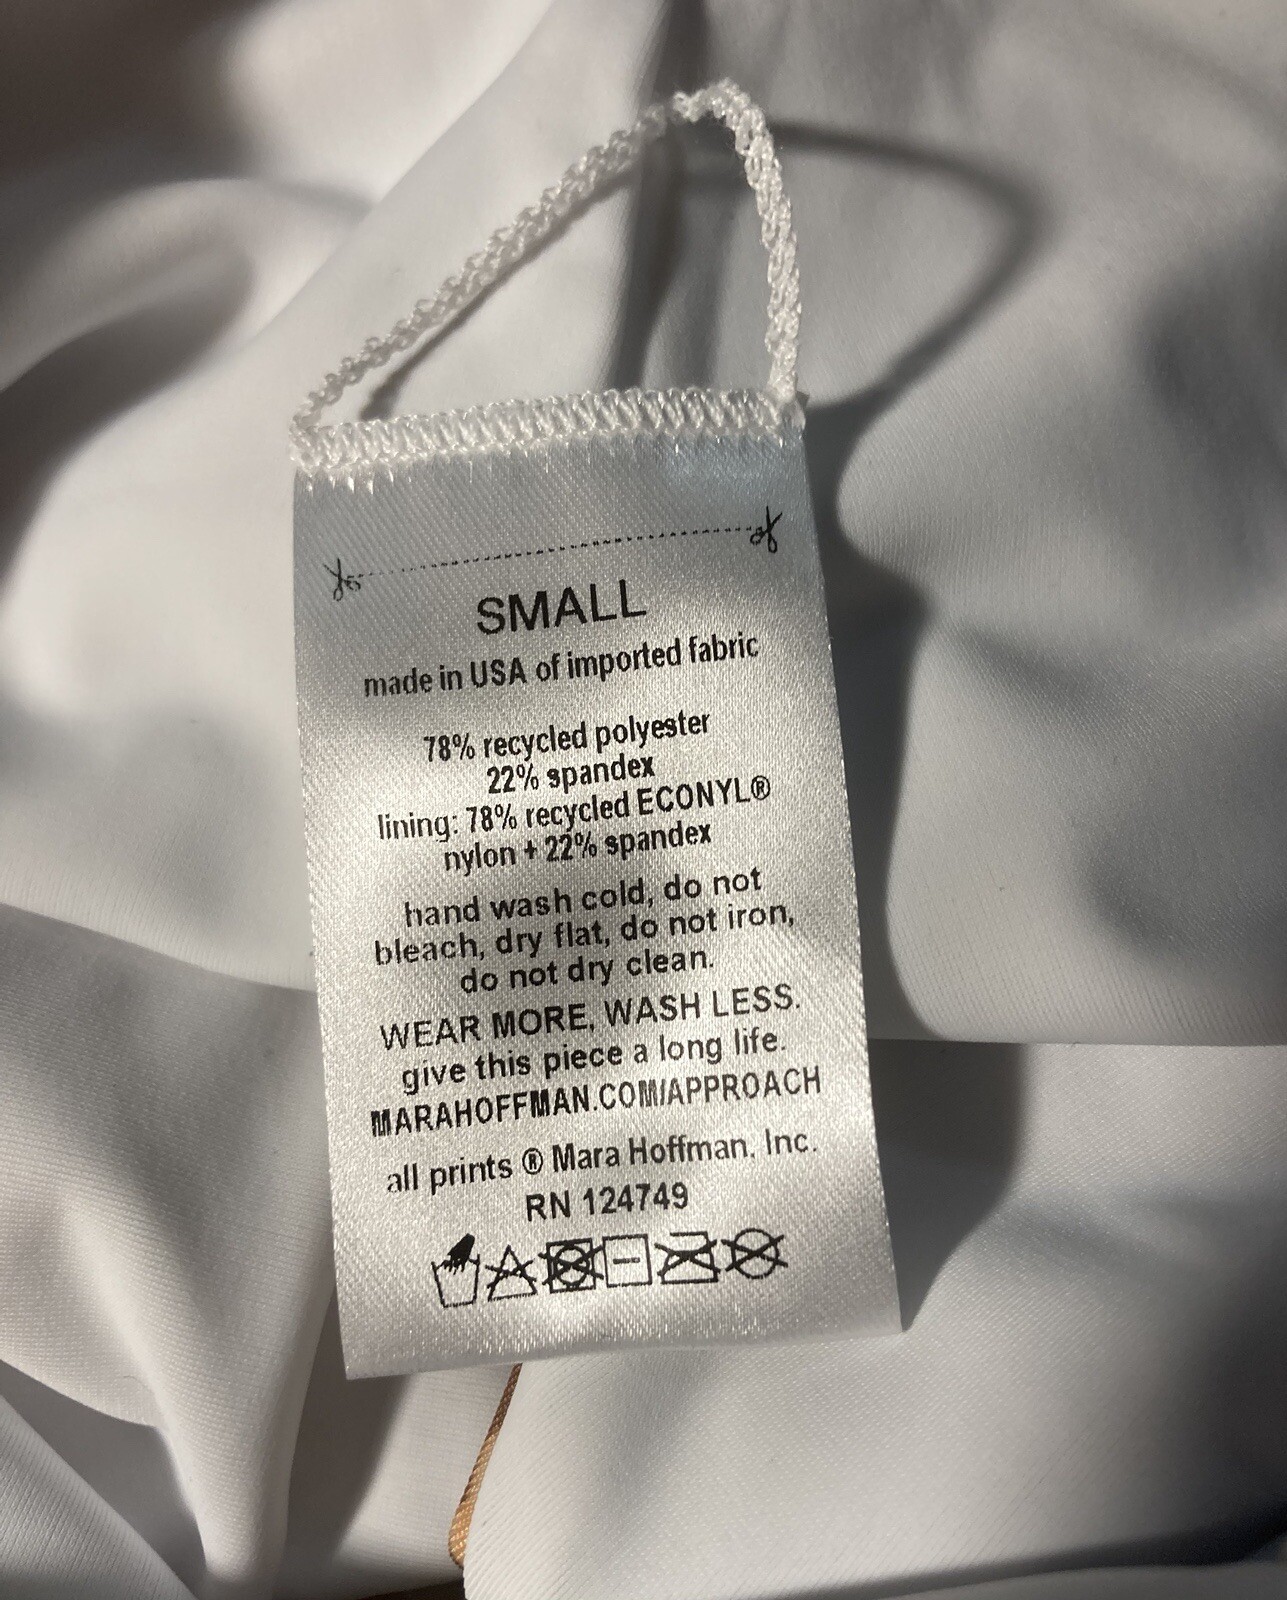 SMALL
made in USA of imported fabric
78% recycled polyester
22% spandex
lining: 78% recycled ECONYL®
nylon + 22% spandex
hand wash cold, do not
bleach, dry flat, do not iron,
do not dry clean.
WEAR MORE, WASH LESS.
give this piece a long life.
MARAHOFFMAN.COM/APPROACH
all prints ® Mara Hoffman, Inc.
RN 124749